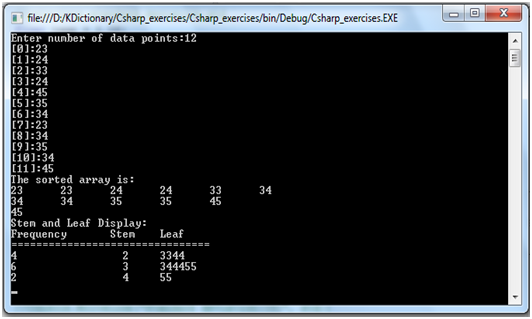 file:///D:/KDictionary/Csharp_exercises/Csharp_exercises/bin/Debug/Csharp_exercises.EXE
Enter number of data points:12
[0]:23
[1]:24
[2]:33
[3]:24
[4]:45
[5]:35
[6]:34
[7]:23
[8]:34
[9]:35
[10]:34
[11]:45
The sorted array is:
23 23 24 24 33 34
34 34 35 35 45
45
Stem and Leaf Display:
Frequency Stem Leaf
================================
4 2 3344
6 3 344455
2 4 55